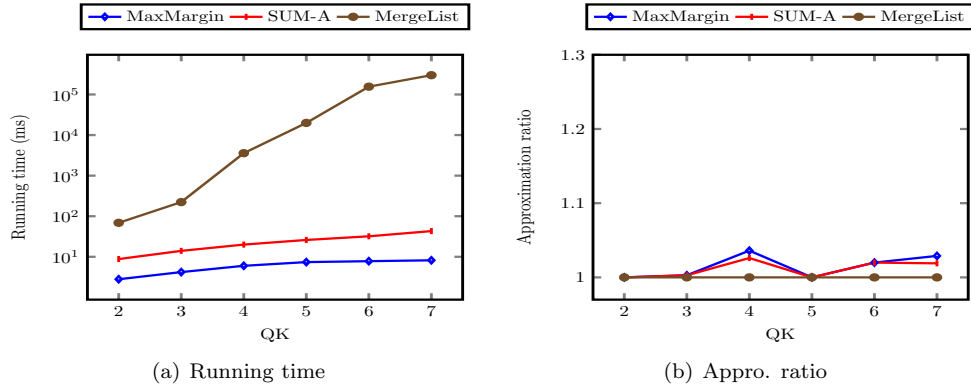 MaxMargin SUM-A MergeList
Running time (ms)
10^5
10^4
10^3
10^2
10^1
2 3 4 5 6 7
QK
(a) Running time
MaxMargin SUM-A MergeList
Approximation ratio
1.3
1.2
1.1
1
2 3 4 5 6 7
QK
(b) Appro. ratio